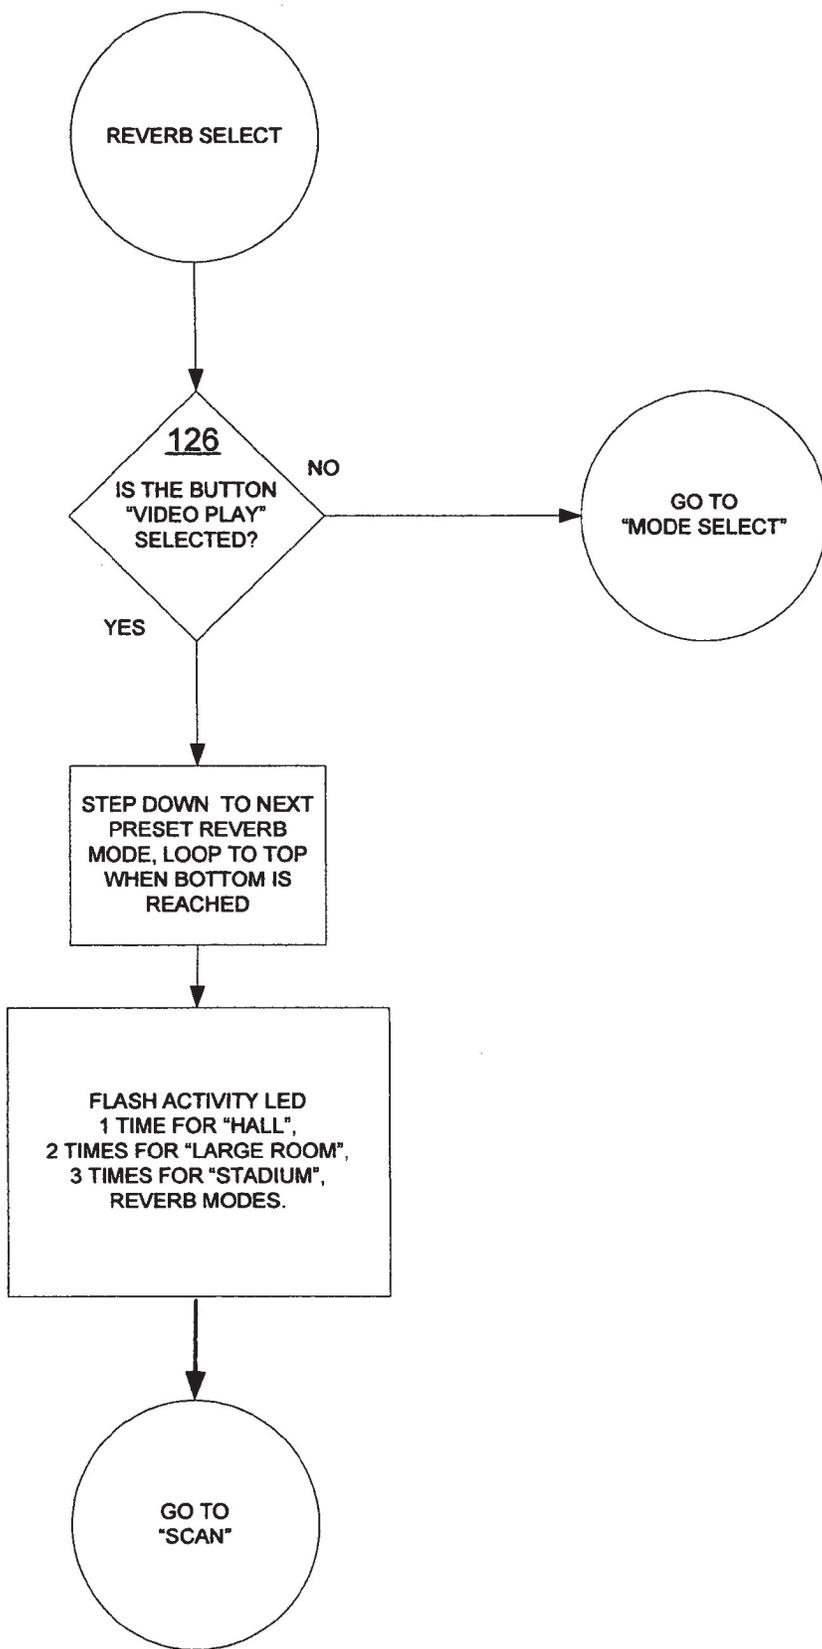 REVERB SELECT
126
NO
IS THE BUTTON
"VIDEO PLAY"
SELECTED?
GO TO
"MODE SELECT"
YES
STEP DOWN TO NEXT
PRESET REVERB
MODE, LOOP TO TOP
WHEN BOTTOM IS
REACHED
FLASH ACTIVITY LED
1 TIME FOR "HALL",
2 TIMES FOR "LARGE ROOM",
3 TIMES FOR "STADIUM",
REVERB MODES.
GO TO
"SCAN"